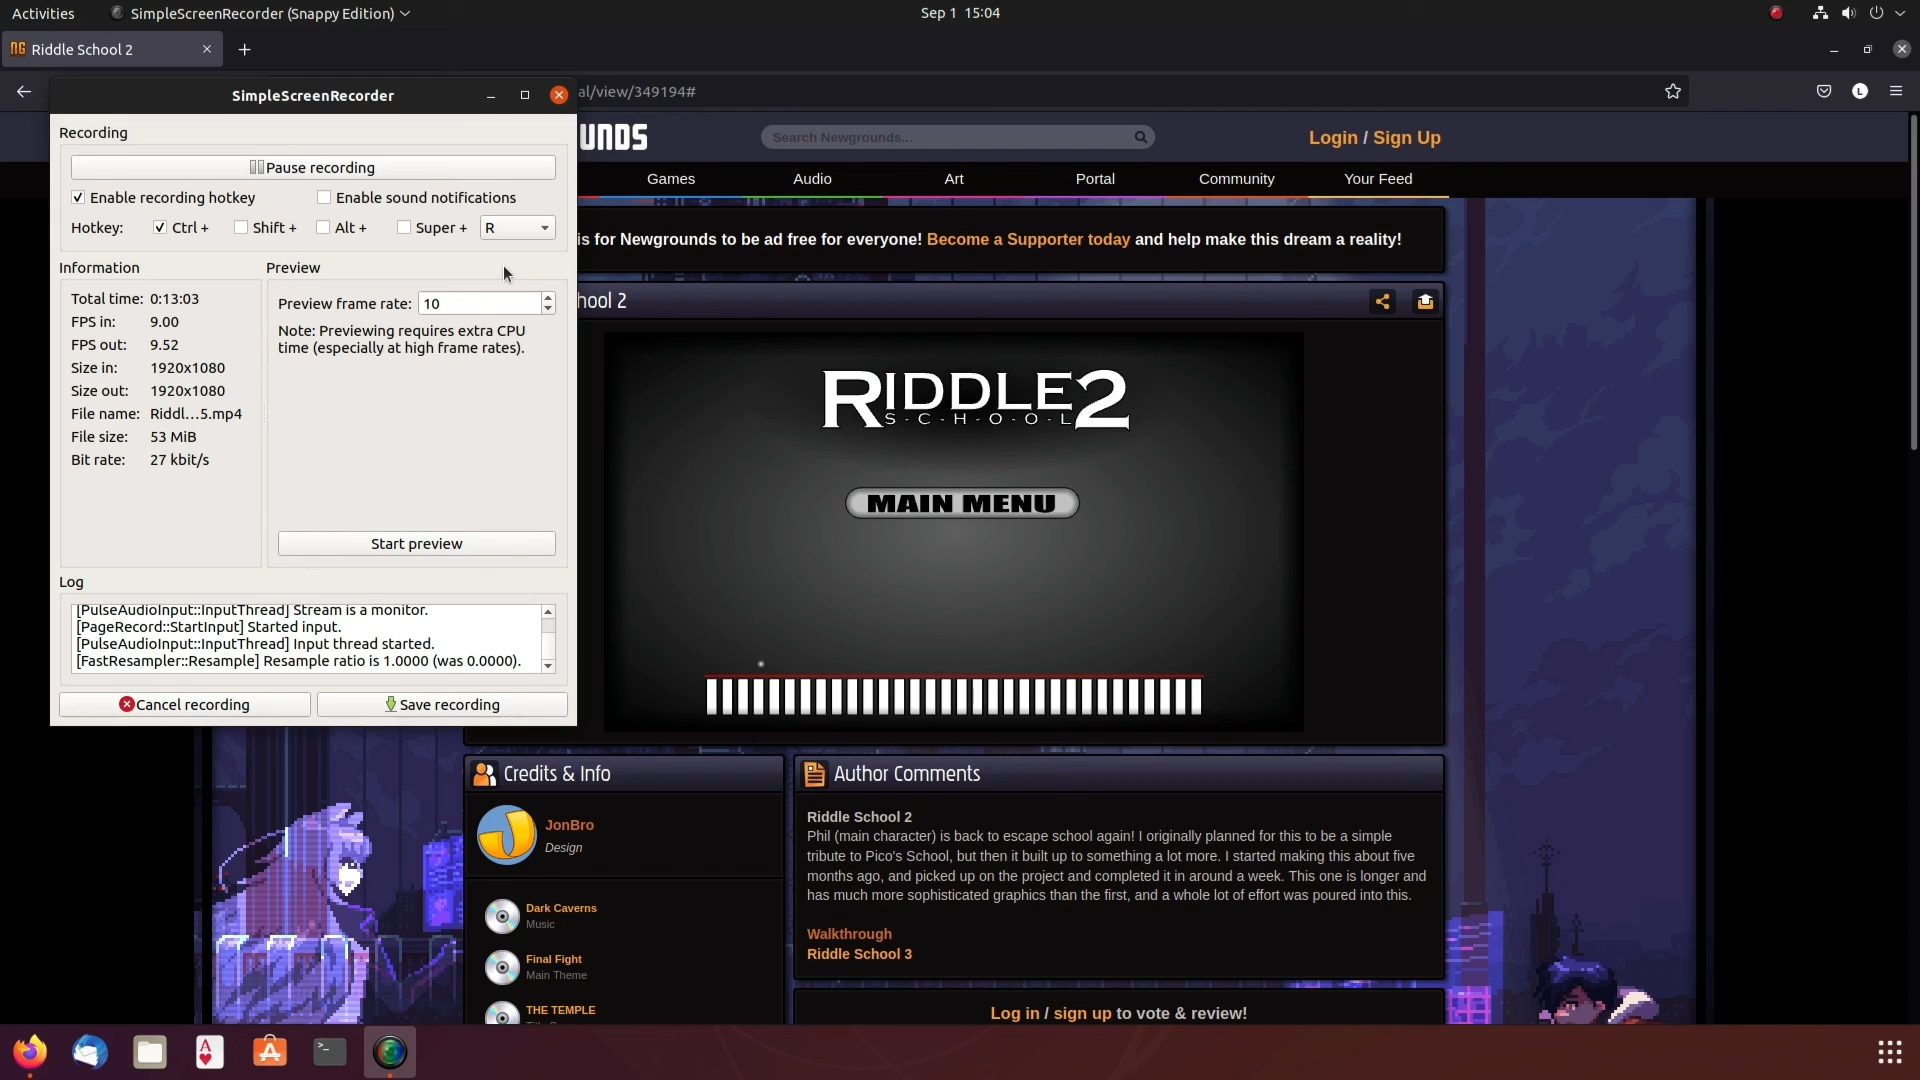 Activities
SimpleScreenRecorder (Snappy Edition)
Sep 1 15:04
NG Riddle School 2
al/view/349194#
L
SimpleScreenRecorder
Recording
Pause recording
Enable recording hotkey
Enable sound notifications
Hotkey: Ctrl + Shift + Alt + Super + R
Information
Total time: 0:13:03
FPS in: 9.00
FPS out: 9.52
Size in: 1920x1080
Size out: 1920x1080
File name: Riddl...5.mp4
File size: 53 MiB
Bit rate: 27 kbit/s
Preview
Preview frame rate: 10
Note: Previewing requires extra CPU
time (especially at high frame rates).
Start preview
Log
[PulseAudioInput::InputThread] Stream is a monitor.
[PageRecord::StartInput] Started input.
[PulseAudioInput::InputThread] Input thread started.
[FastResampler::Resample] Resample ratio is 1.0000 (was 0.0000).
Cancel recording
Save recording
UNDS
Search Newgrounds...
Login / Sign Up
Games
Audio
Art
Portal
Community
Your Feed
is for Newgrounds to be ad free for everyone! Become a Supporter today and help make this dream a reality!
hool 2
RIDDLE 2
S-C-H-O-O-L
MAIN MENU
Credits & Info
JonBro
Design
Dark Caverns
Music
Final Fight
Main Theme
THE TEMPLE
Author Comments
Riddle School 2
Phil (main character) is back to escape school again! I originally planned for this to be a simple
tribute to Pico's School, but then it built up to something a lot more. I started making this about five
months ago, and picked up on the project and completed it in around a week. This one is longer and
has much more sophisticated graphics than the first, and a whole lot of effort was poured into this.
Walkthrough
Riddle School 3
Log in / sign up to vote & review!
A